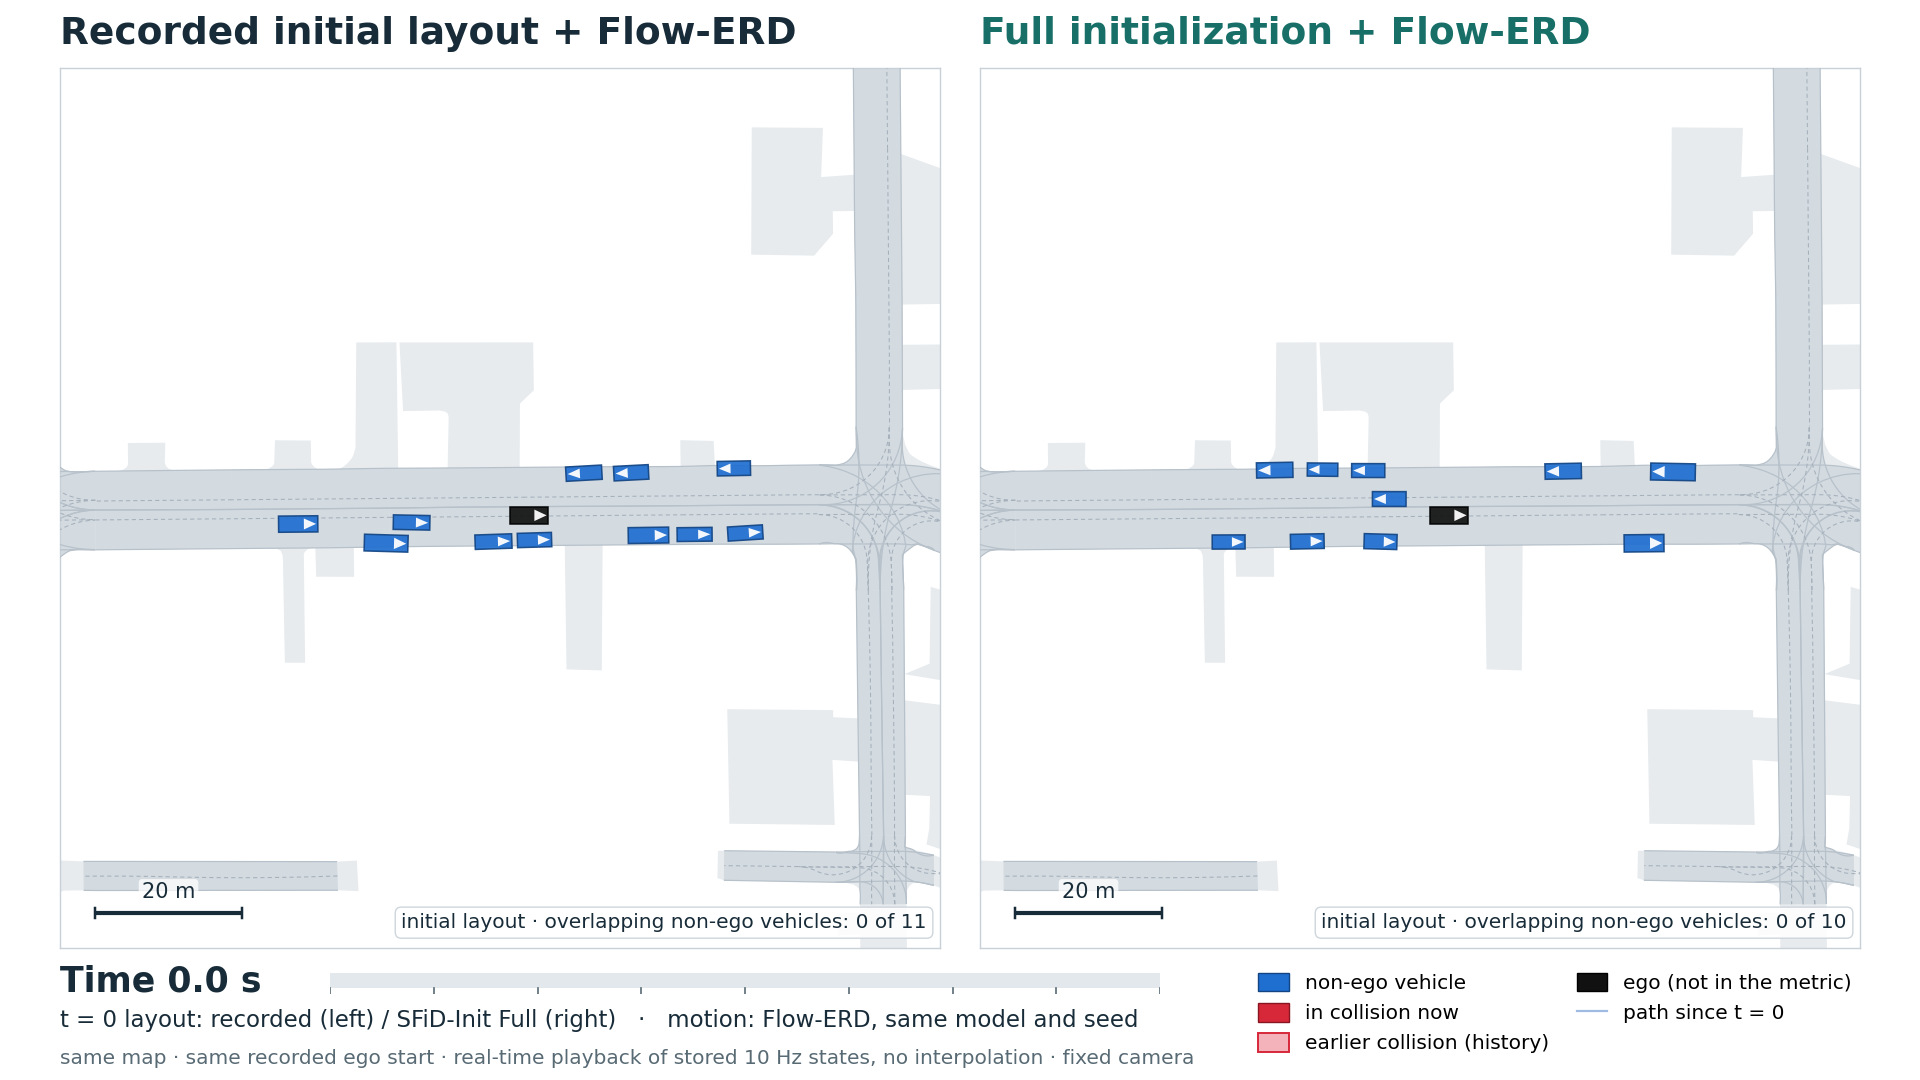 Recorded initial layout + Flow-ERD
Full initialization + Flow-ERD
20 m
initial layout · overlapping non-ego vehicles: 0 of 11
20 m
initial layout · overlapping non-ego vehicles: 0 of 10
Time 0.0 s
t = 0 layout: recorded (left) / SFiD-Init Full (right) · motion: Flow-ERD, same model and seed
same map · same recorded ego start · real-time playback of stored 10 Hz states, no interpolation · fixed camera
non-ego vehicle
in collision now
earlier collision (history)
ego (not in the metric)
path since t = 0